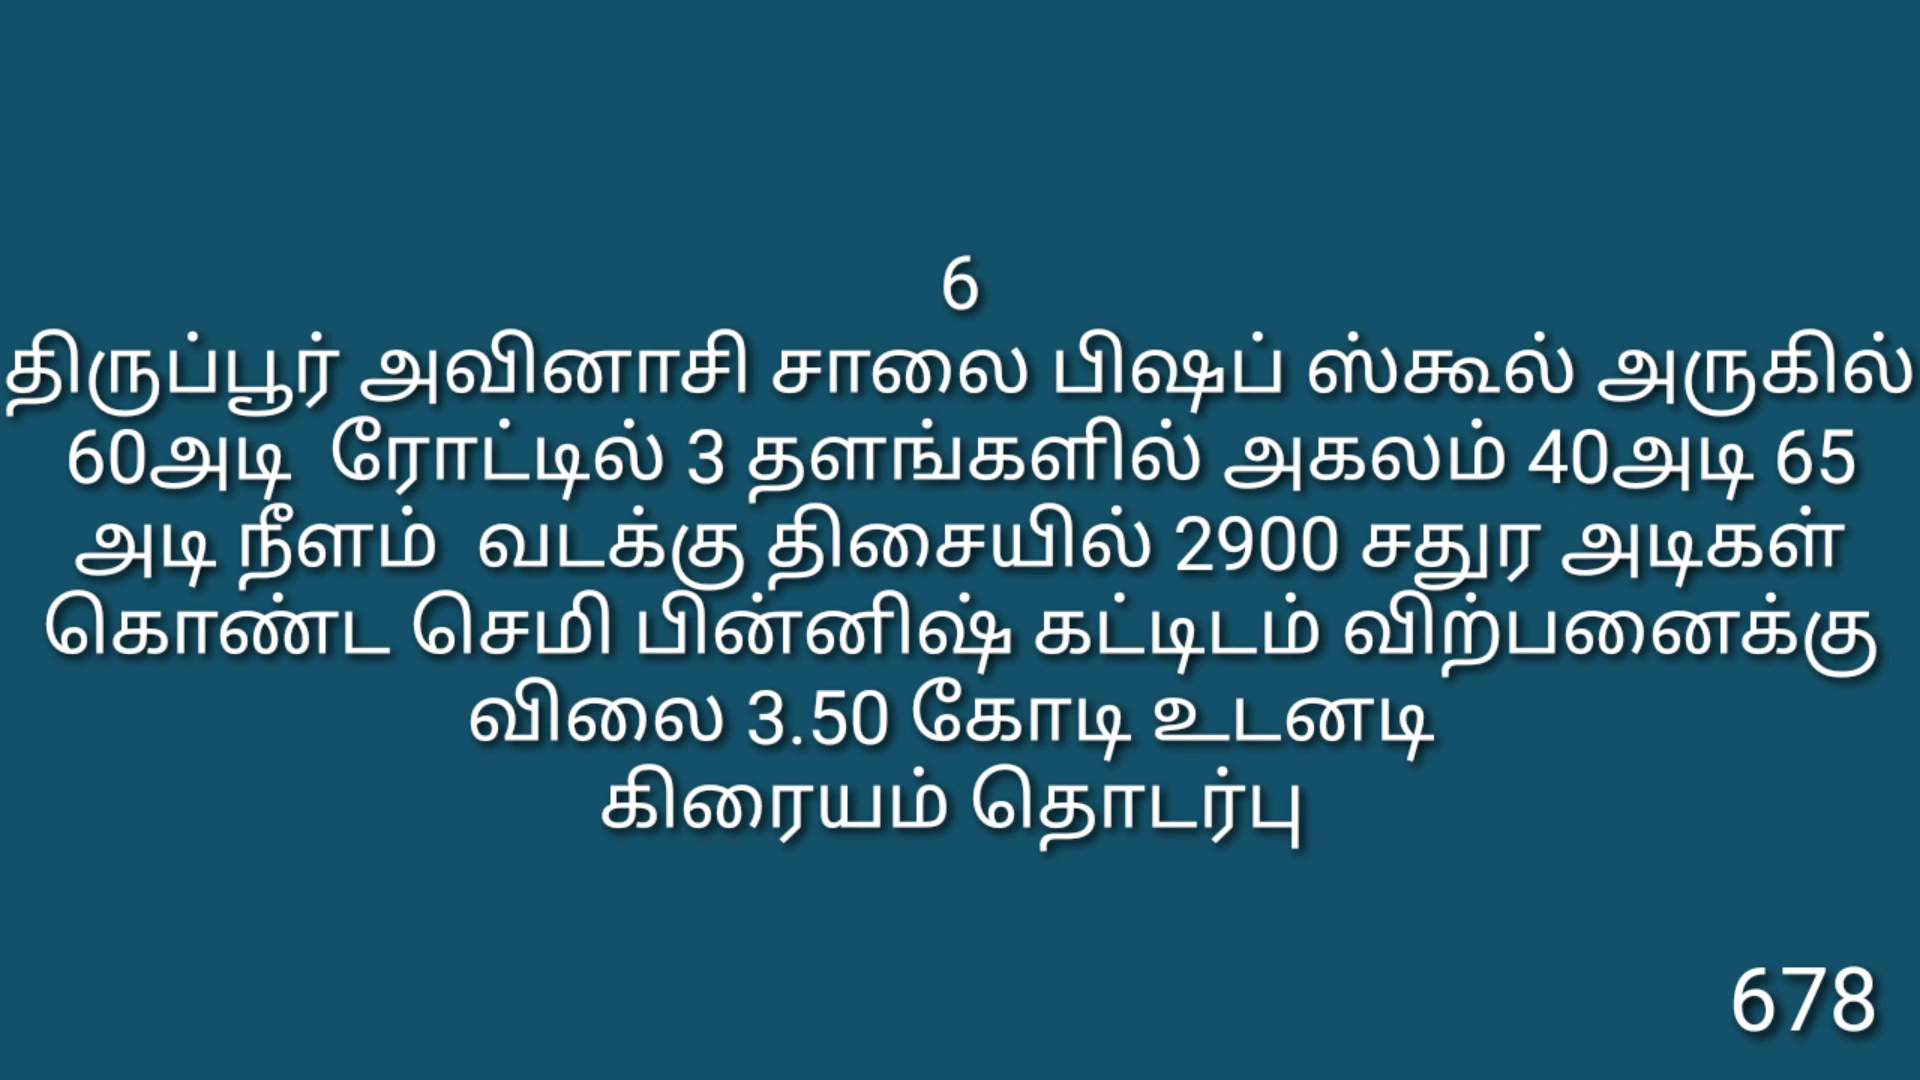 6
திருப்பூர் அவினாசி சாலை பிஷப் ஸ்கூல் அருகில்
60அடி  ரோட்டில் 3 தளங்களில் அகலம் 40அடி 65
அடி நீளம்  வடக்கு திசையில் 2900 சதுர அடிகள்
கொண்ட செமி பின்னிஷ் கட்டிடம் விற்பனைக்கு
விலை 3.50 கோடி உடனடி
கிரையம் தொடர்பு
678